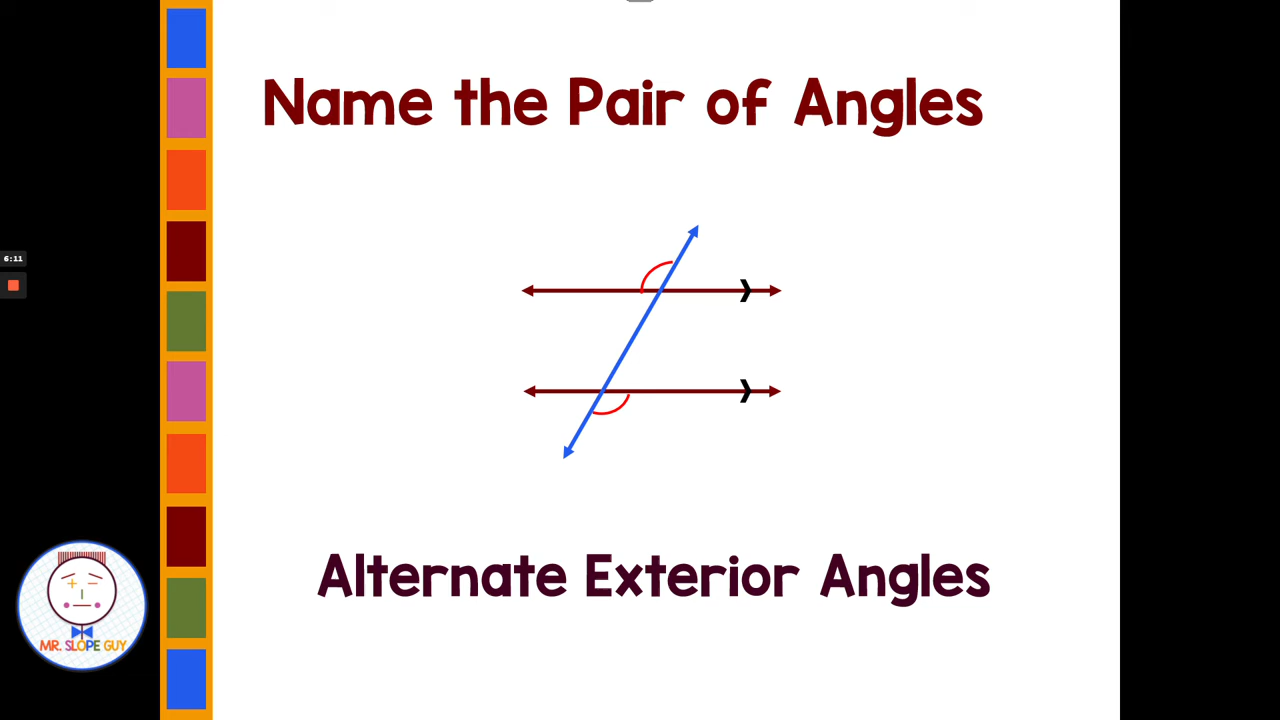 Name the Pair of Angles
6:11
Alternate Exterior Angles
MR. SLOPE GUY